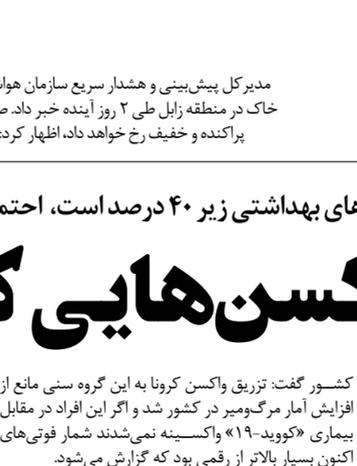 مدیرکل پیش‌بینی و هشدار سریع سازمان هوا
خاک در منطقه زابل طی ۲ روز آینده خبر داد. ص
پراکنده و خفیف رخ خواهد داد، اظهار کرد:
های بهداشتی زیر ۴۰ درصد است، احتم
کسن‌هایی ک
کشــور گفت: تزریق واکسن کرونا به این گروه سنی مانع از
افزایش آمار مرگ‌ومیر در کشور شد و اگر این افراد در مقابل
بیماری «کووید-۱۹» واکســینه نمی‌شدند شمار فوتی‌های
اکنون بسیار بالاتر از رقمی بود که گزارش می‌شود.